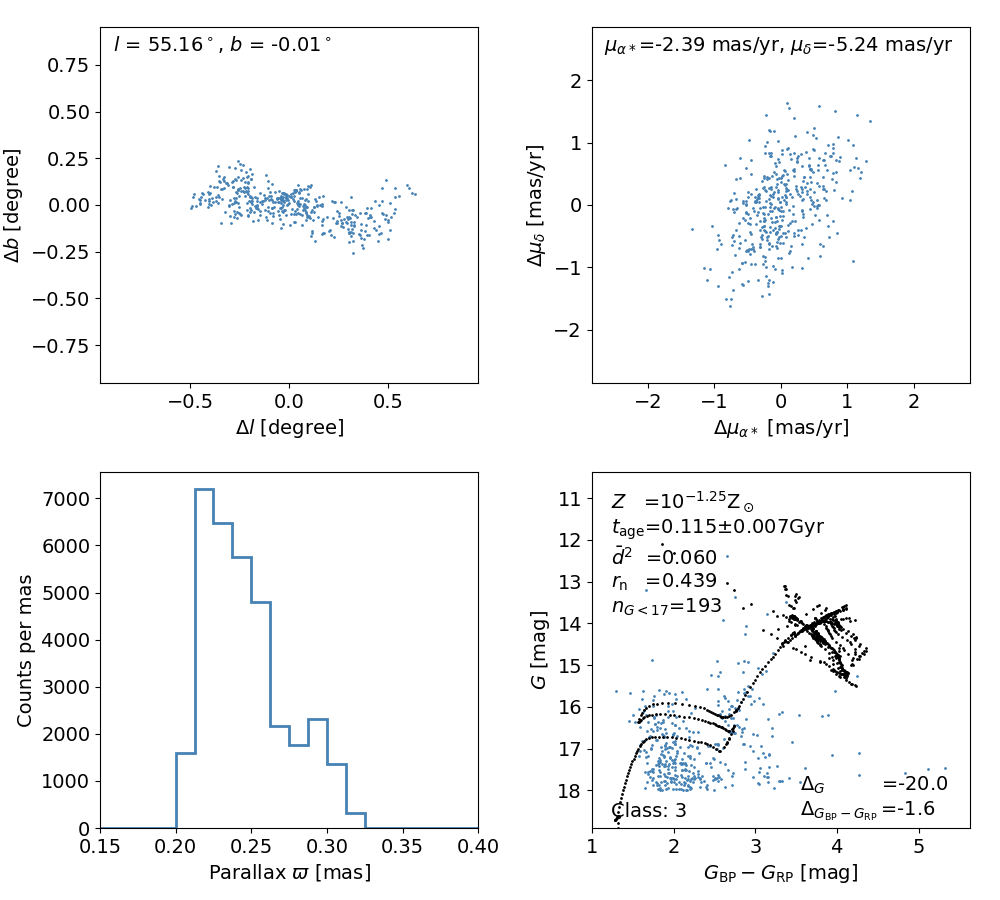 l = 55.16°, b = -0.01°
0.75
0.50
0.25
0.00
−0.25
−0.50
−0.75
Δb [degree]
−0.5 0.0 0.5
Δl [degree]
μα*=-2.39 mas/yr, μδ=-5.24 mas/yr
2
1
0
−1
−2
Δμδ [mas/yr]
−2 −1 0 1 2
Δμα* [mas/yr]
7000
6000
5000
4000
3000
2000
1000
0
Counts per mas
0.15 0.20 0.25 0.30 0.35 0.40
Parallax ϖ [mas]
Z =10^−1.25 Z⊙
t_age=0.115±0.007Gyr
d̄² =0.060
r_n =0.439
n_G<17=193
11
12
13
14
15
16
17
18
G [mag]
Δ_G =-20.0
Class: 3
Δ_GBP−GRP=-1.6
1 2 3 4 5
G_BP − G_RP [mag]